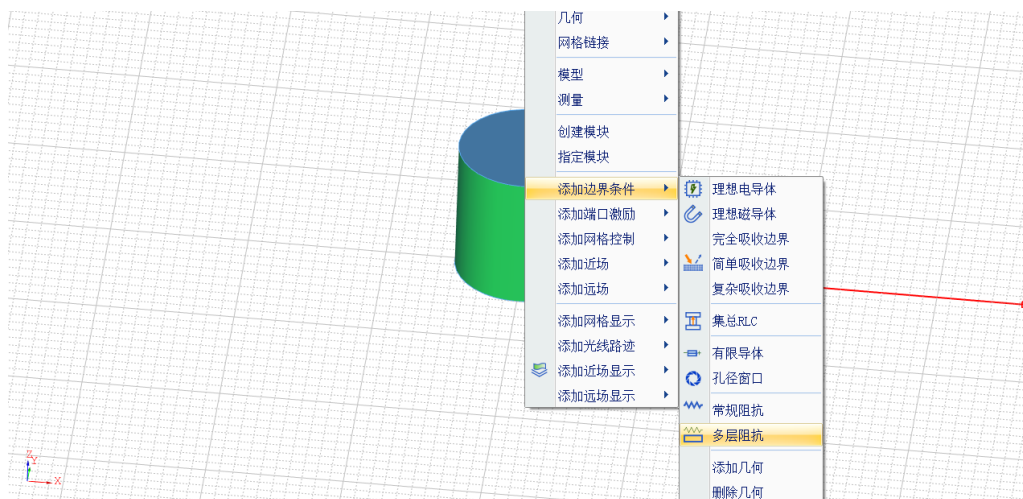 几何
网格链接
模型
测量
创建模块
指定模块
添加边界条件
添加端口激励
添加网格控制
添加近场
添加远场
添加网格显示
添加光线路迹
添加近场显示
添加远场显示
理想电导体
理想磁导体
完全吸收边界
简单吸收边界
复杂吸收边界
集总RLC
有限导体
孔径窗口
常规阻抗
多层阻抗
添加几何
删除几何
Z
Y
X